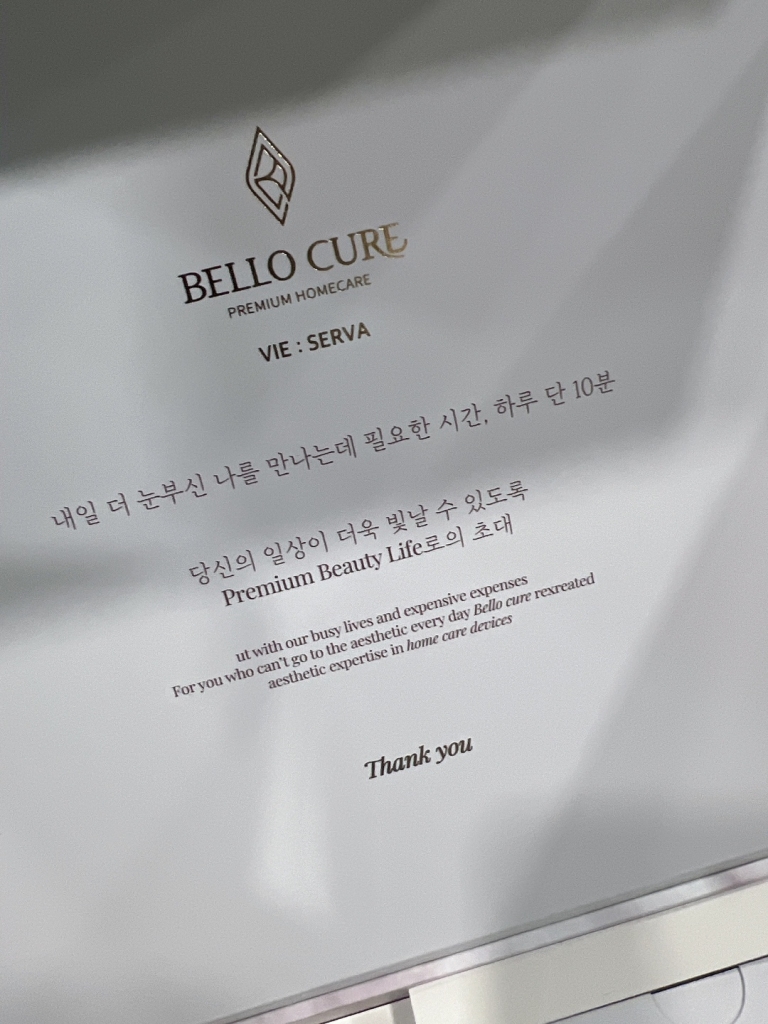 BELLO CURE
PREMIUM HOMECARE
VIE : SERVA
내일 더 눈부신 나를 만나는데 필요한 시간, 하루 단 10분
당신의 일상이 더욱 빛날 수 있도록
Premium Beauty Life로의 초대
ut with our busy lives and expensive expenses
For you who can't go to the aesthetic every day Bello cure rexreated
aesthetic expertise in home care devices
Thank you